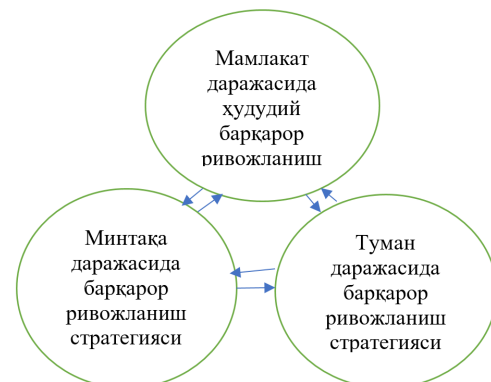 Мамлакат
даражасида
ҳудудий
барқарор
ривожланиш
Минтақа
даражасида
барқарор
ривожланиш
стратегияси
Туман
даражасида
барқарор
ривожланиш
стратегияси